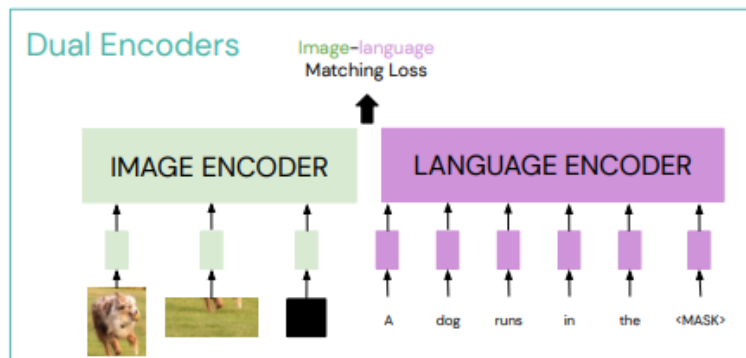 Dual Encoders
Image-language
Matching Loss
IMAGE ENCODER
LANGUAGE ENCODER
A dog runs in the <MASK>